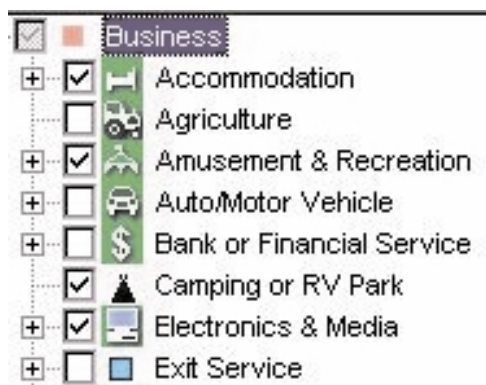 Business
Accommodation
Agriculture
Amusement & Recreation
Auto/Motor Vehicle
Bank or Financial Service
Camping or RV Park
Electronics & Media
Exit Service